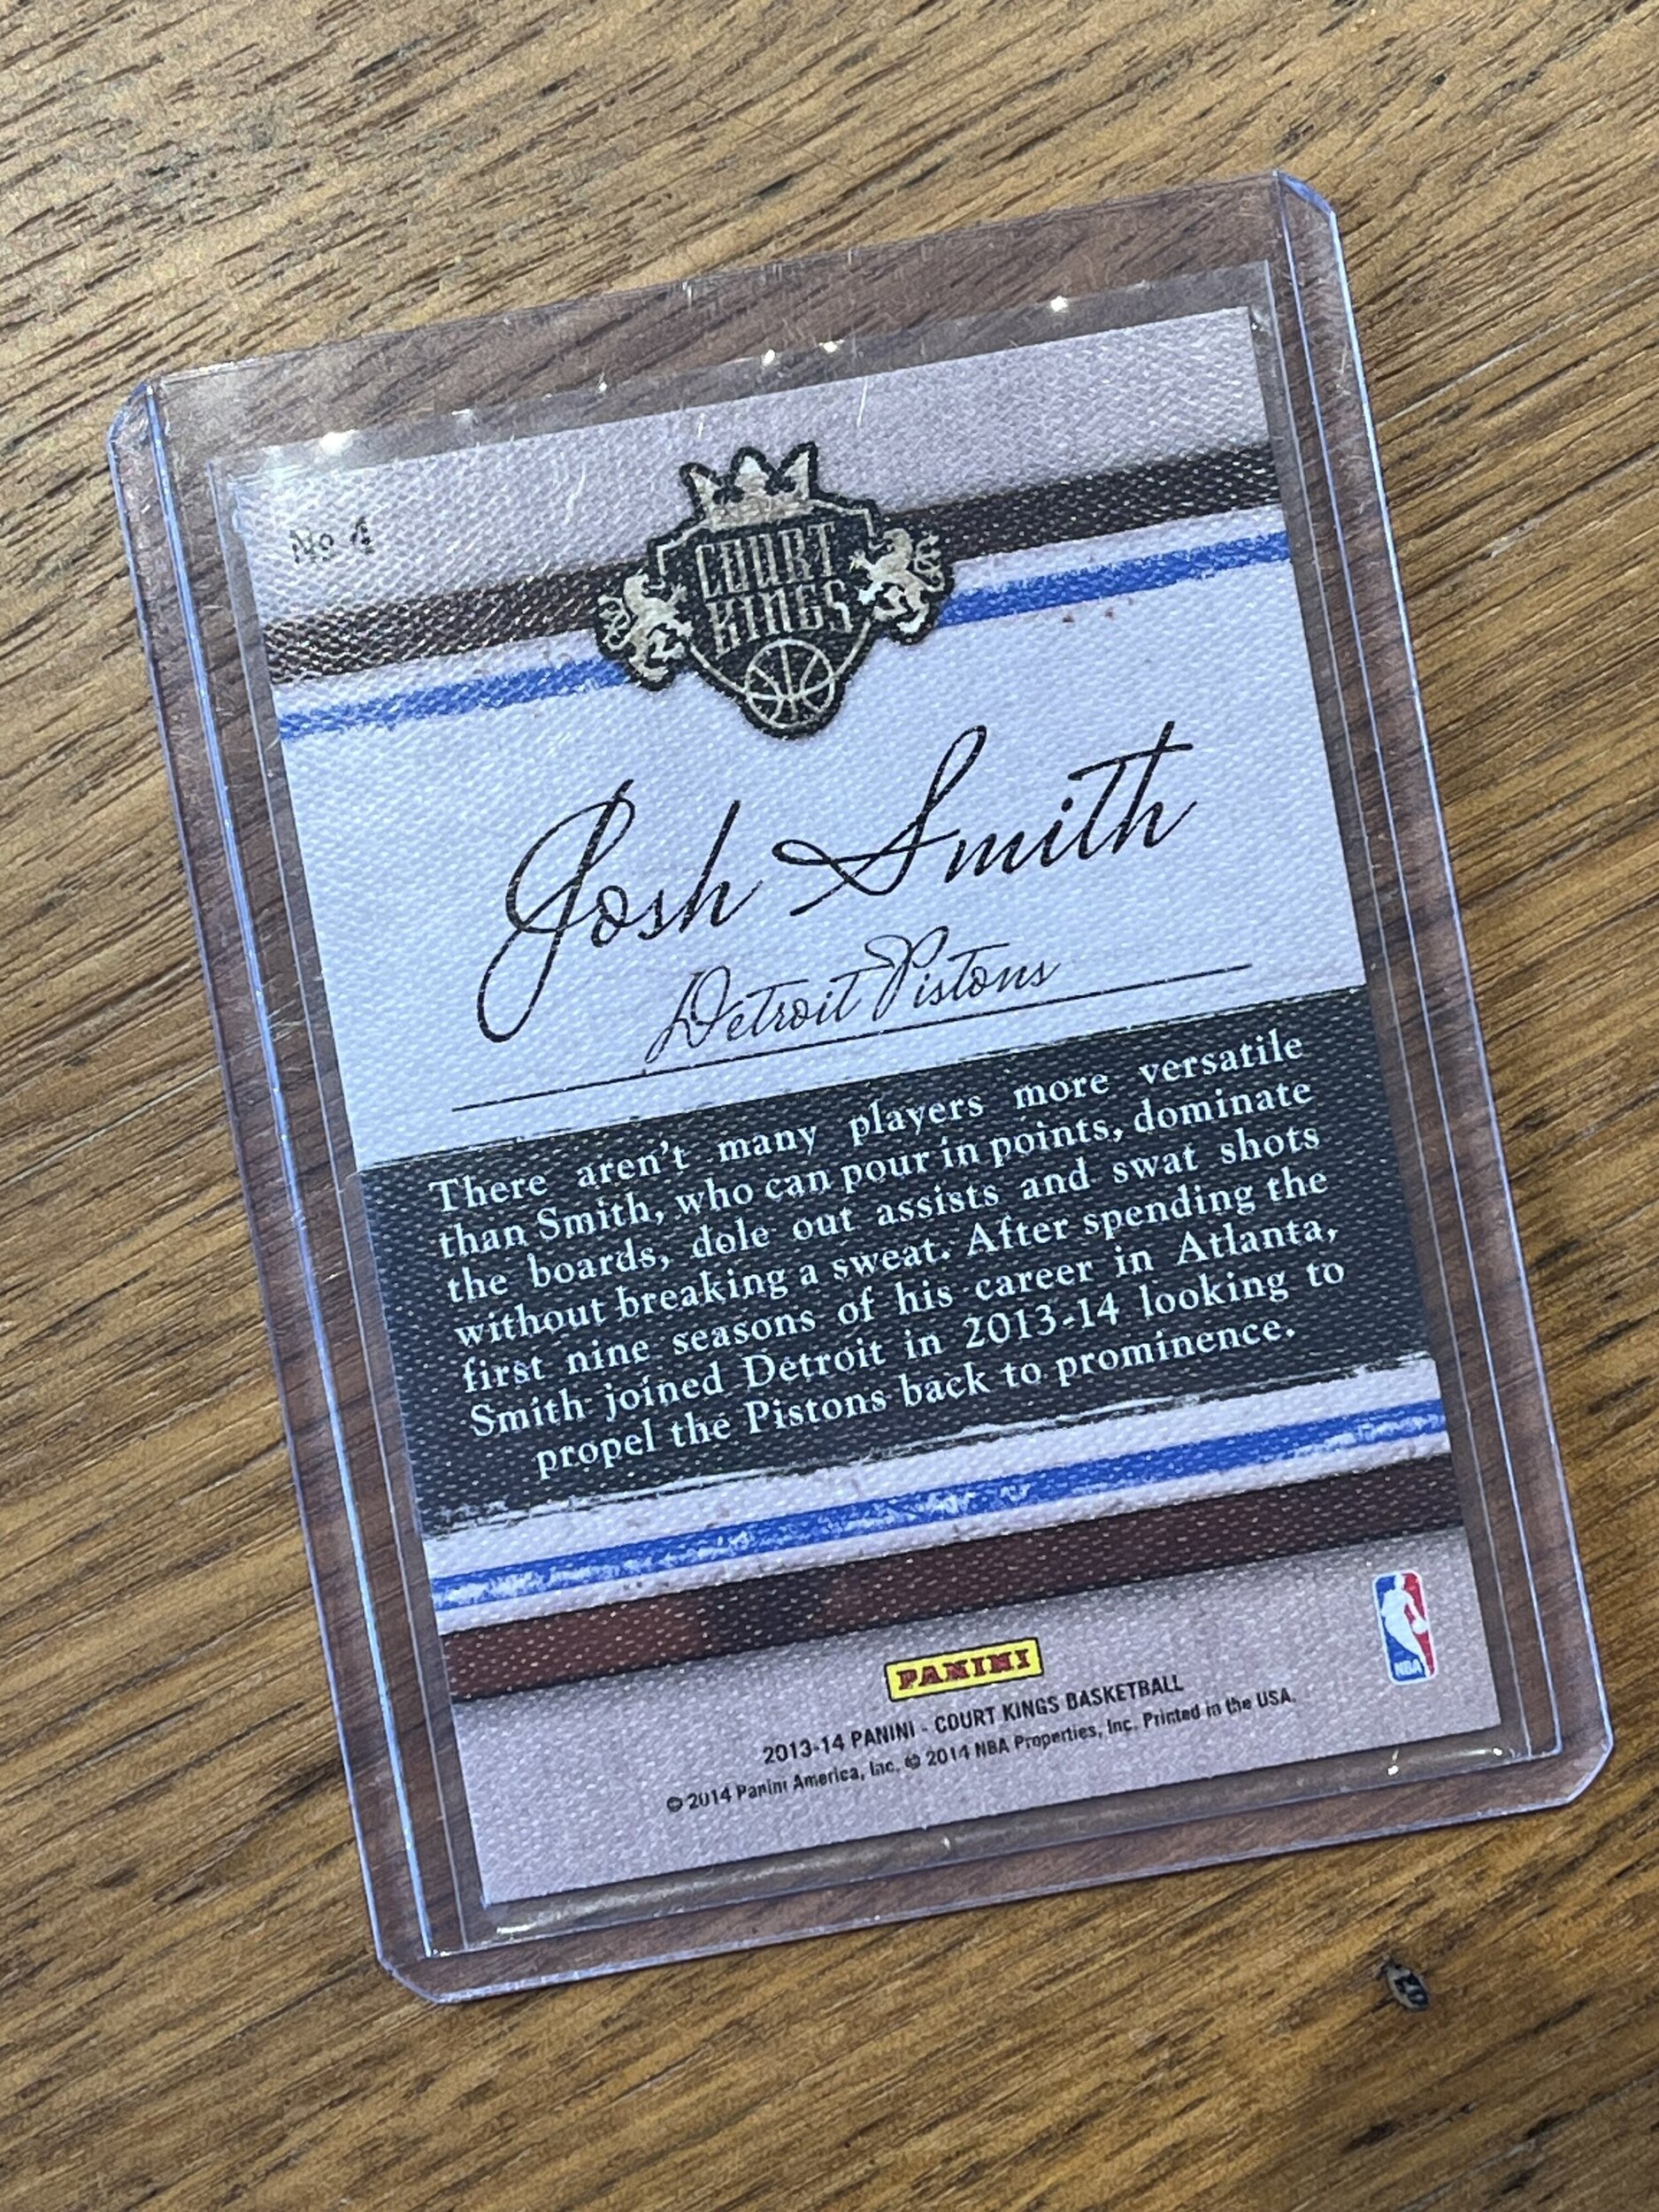 No 4
COURT
KINGS
Josh Smith
Detroit Pistons
There aren't many players more versatile
than Smith, who can pour in points, dominate
the boards, dole out assists and swat shots
without breaking a sweat. After spending the
first nine seasons of his career in Atlanta,
Smith joined Detroit in 2013-14 looking to
propel the Pistons back to prominence.
NBA
PANINI
2013-14 PANINI - COURT KINGS BASKETBALL
© 2014 Panini America, Inc. © 2014 NBA Properties, Inc. Printed in the USA.